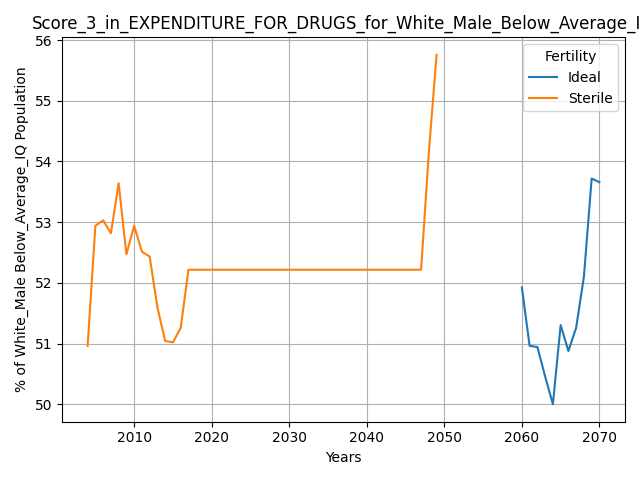 Score_3_in_EXPENDITURE_FOR_DRUGS_for_White_Male_Below_Average_I
56
55
54
53
52
51
50
% of White_Male Below_Average_IQ Population
Fertility
Ideal
Sterile
2010 2020 2030 2040 2050 2060 2070
Years